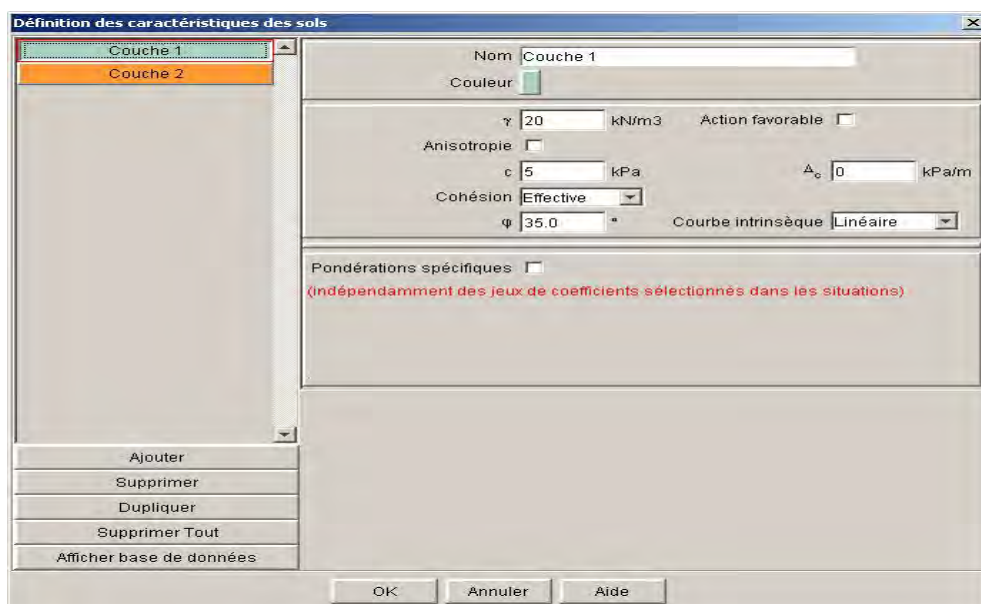 Définition des caractéristiques des sols
Couche 1
Couche 2
Nom Couche 1
Couleur
γ 20 kN/m3 Action favorable
Anisotropie
c 5 kPa Ac 0 kPa/m
Cohésion Effective
φ 35.0 ° Courbe intrinsèque Linéaire
Pondérations spécifiques
(indépendamment des jeux de coefficients sélectionnés dans les situations)
Ajouter
Supprimer
Dupliquer
Supprimer Tout
Afficher base de données
OK Annuler Aide